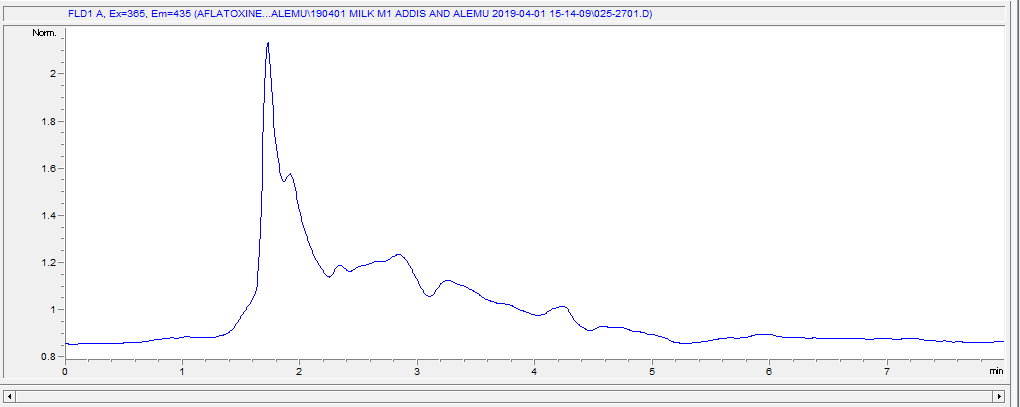 FLD1 A, Ex=365, Em=435 (AFLATOXINE...ALEMU\190401 MILK M1 ADDIS AND ALEMU 2019-04-01 15-14-09\025-2701.D)
Norm.
2
1.8
1.6
1.4
1.2
1
0.8
0 1 2 3 4 5 6 7 min